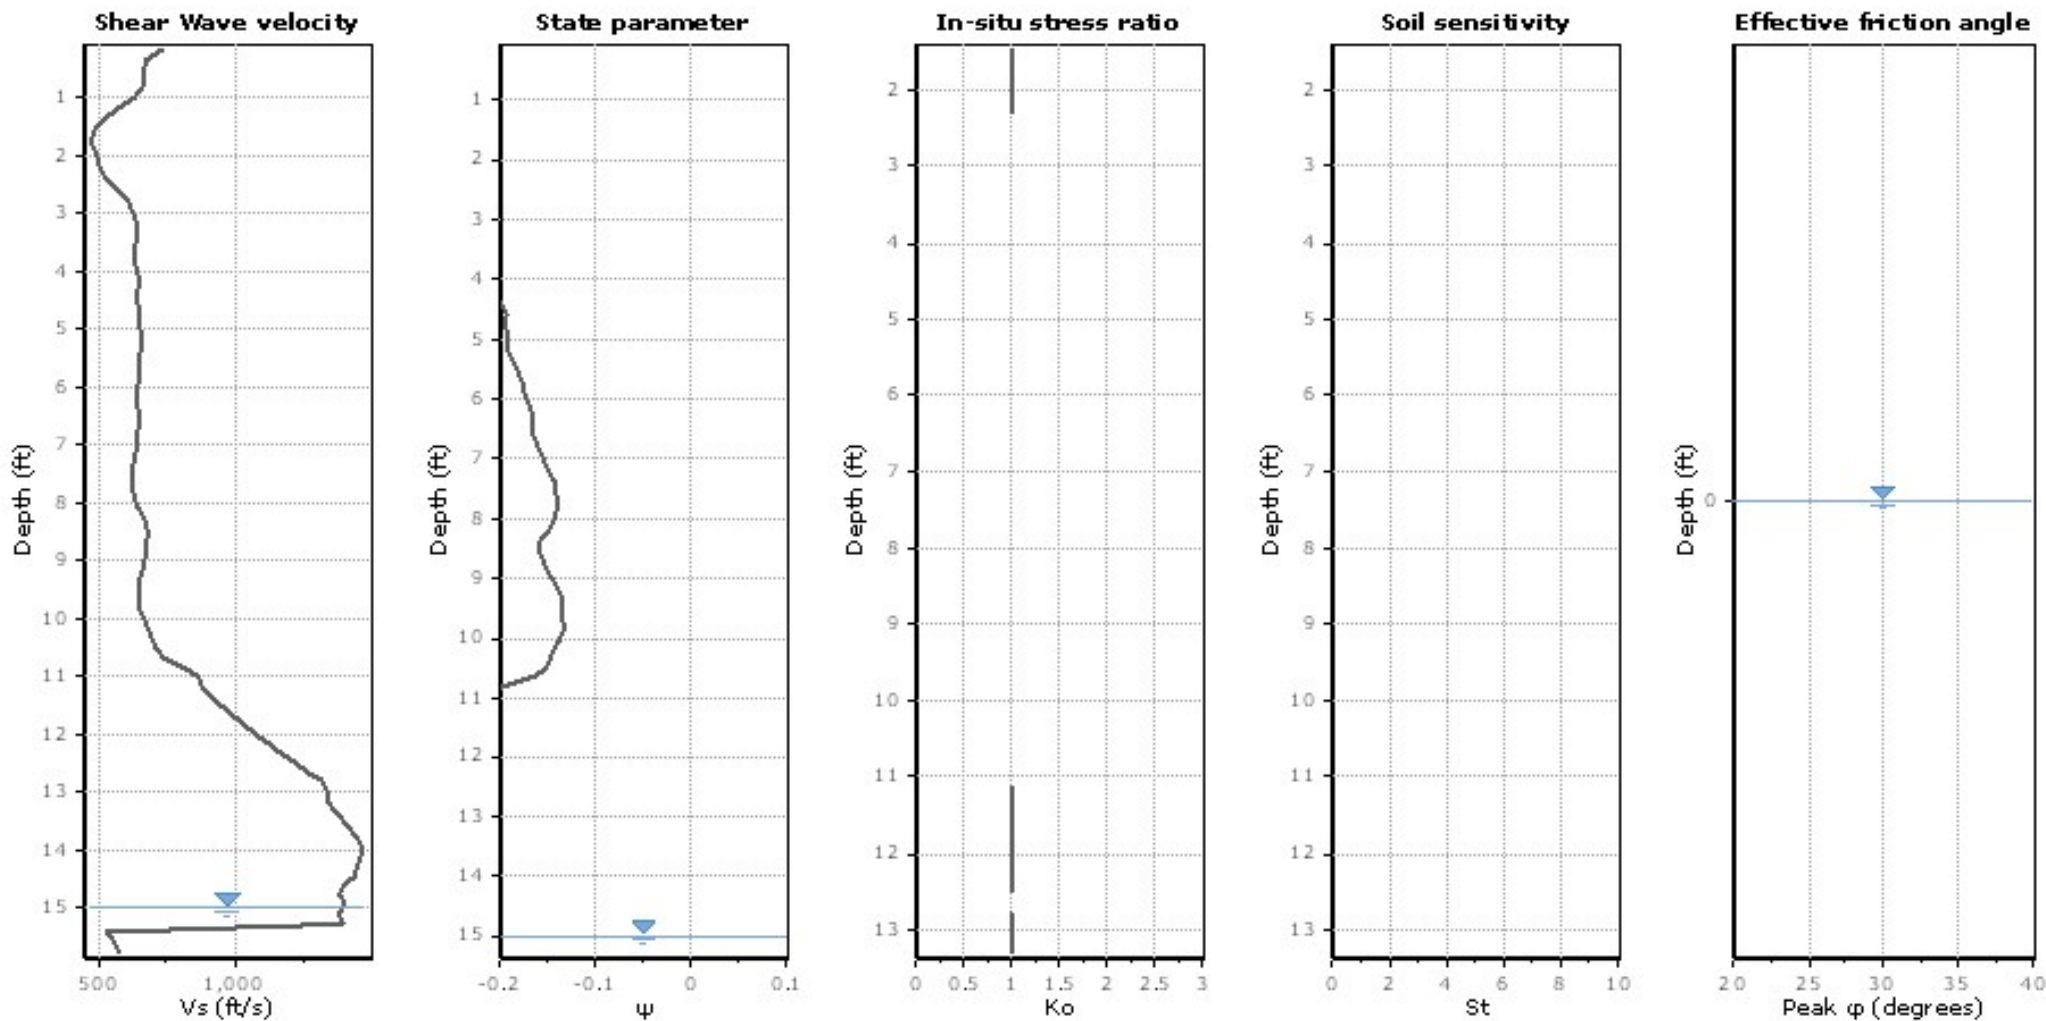 Shear Wave velocity
Depth (ft)
1
2
3
4
5
6
7
8
9
10
11
12
13
14
15
500 1,000
Vs (ft/s)
State parameter
Depth (ft)
1
2
3
4
5
6
7
8
9
10
11
12
13
14
15
-0.2 -0.1 0 0.1
ψ
In-situ stress ratio
Depth (ft)
2
3
4
5
6
7
8
9
10
11
12
13
0 0.5 1 1.5 2 2.5 3
Ko
Soil sensitivity
Depth (ft)
2
3
4
5
6
7
8
9
10
11
12
13
0 2 4 6 8 10
St
Effective friction angle
Depth (ft)
0
20 25 30 35 40
Peak φ (degrees)